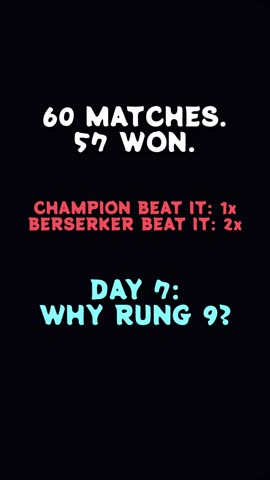 60 MATCHES.
57 WON.
CHAMPION BEAT IT: 1x
BERSERKER BEAT IT: 2x
DAY 7:
WHY RUNG 9?